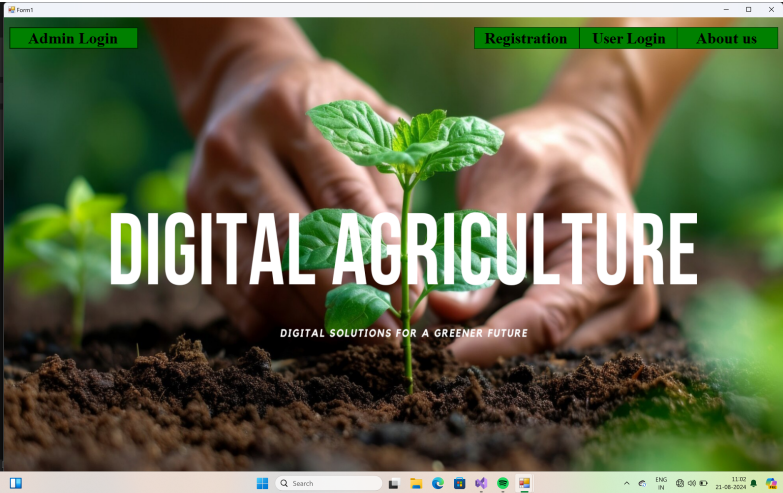 Form1
Admin Login
Registration
User Login
About us
DIGITAL AGRICULTURE
DIGITAL SOLUTIONS FOR A GREENER FUTURE
Search
ENG
IN
11:02
21-08-2024